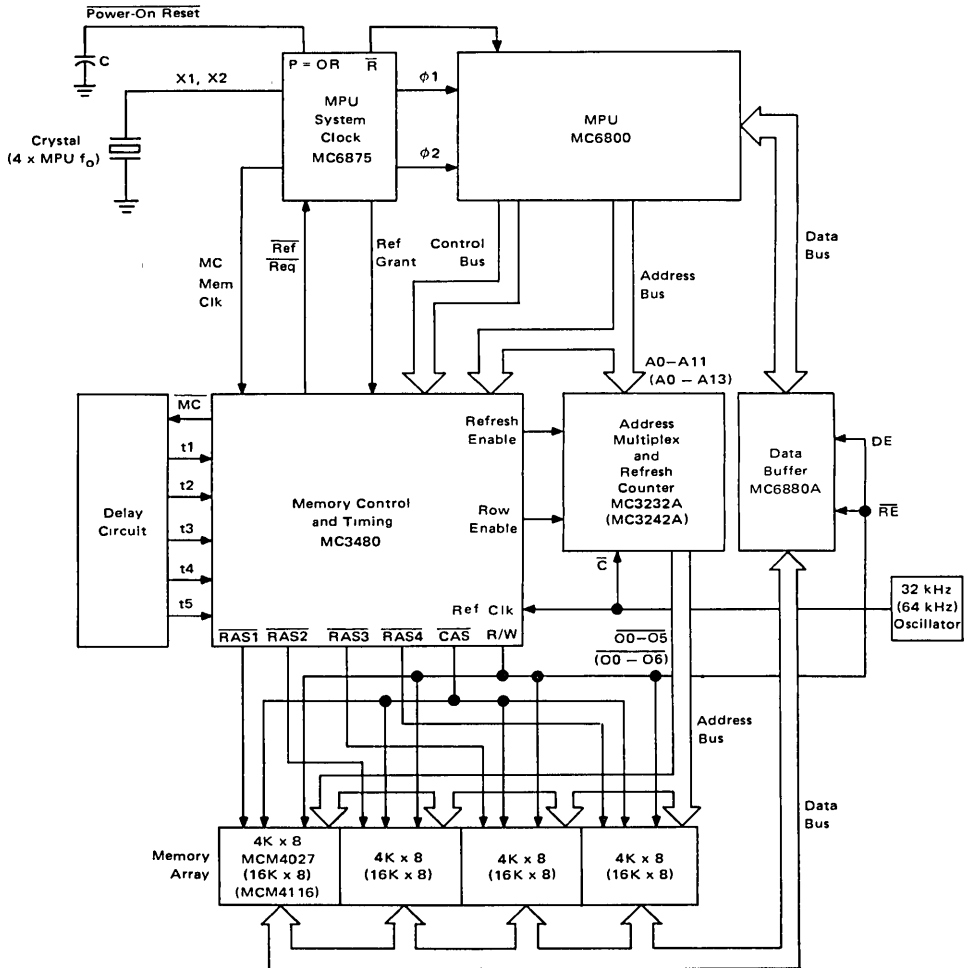 Power-On Reset
C
X1, X2
Crystal
(4 x MPU fo)
P = OR R
MPU
System
Clock
MC6875
ϕ1
ϕ2
MPU
MC6800
MC
Mem
Clk
Ref
Req
Ref
Grant
Control
Bus
Address
Bus
Data
Bus
A0-A11
(A0 - A13)
Delay
Circuit
MC
t1
t2
t3
t4
t5
Memory Control
and Timing
MC3480
Refresh
Enable
Row
Enable
Ref Clk
RAS1 RAS2 RAS3 RAS4 CAS R/W
Address
Multiplex
and
Refresh
Counter
MC3232A
(MC3242A)
C
Data
Buffer
MC6880A
DE
RE
32 kHz
(64 kHz)
Oscillator
O0-O5
(O0 - O6)
Address
Bus
Data
Bus
Memory
Array
4K x 8
MCM4027
(16K x 8)
(MCM4116)
4K x 8
(16K x 8)
4K x 8
(16K x 8)
4K x 8
(16K x 8)